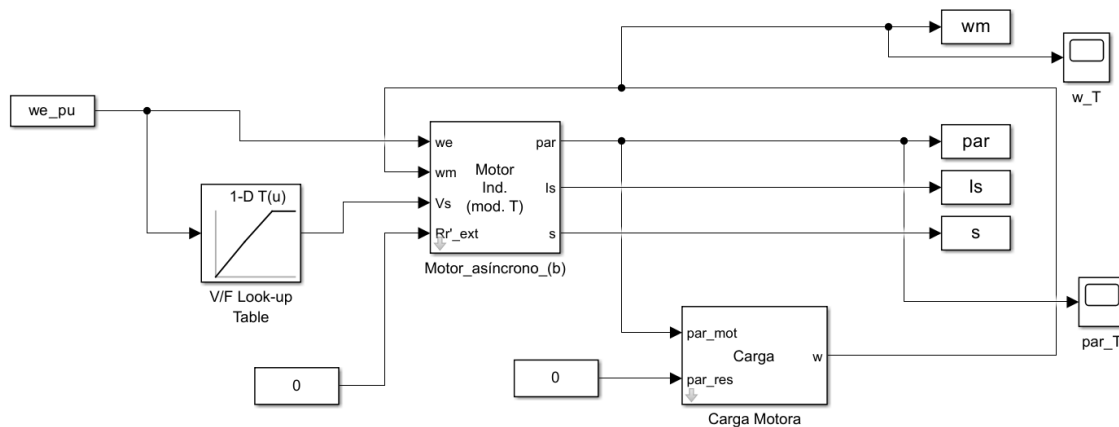 wm
w_T
we_pu
we
wm
Vs
Rr'_ext
Motor
Ind.
(mod. T)
par
Is
s
Motor_asíncrono_(b)
par
Is
s
1-D T(u)
V/F Look-up
Table
0
0
par_mot
par_res
Carga
w
Carga Motora
par_T